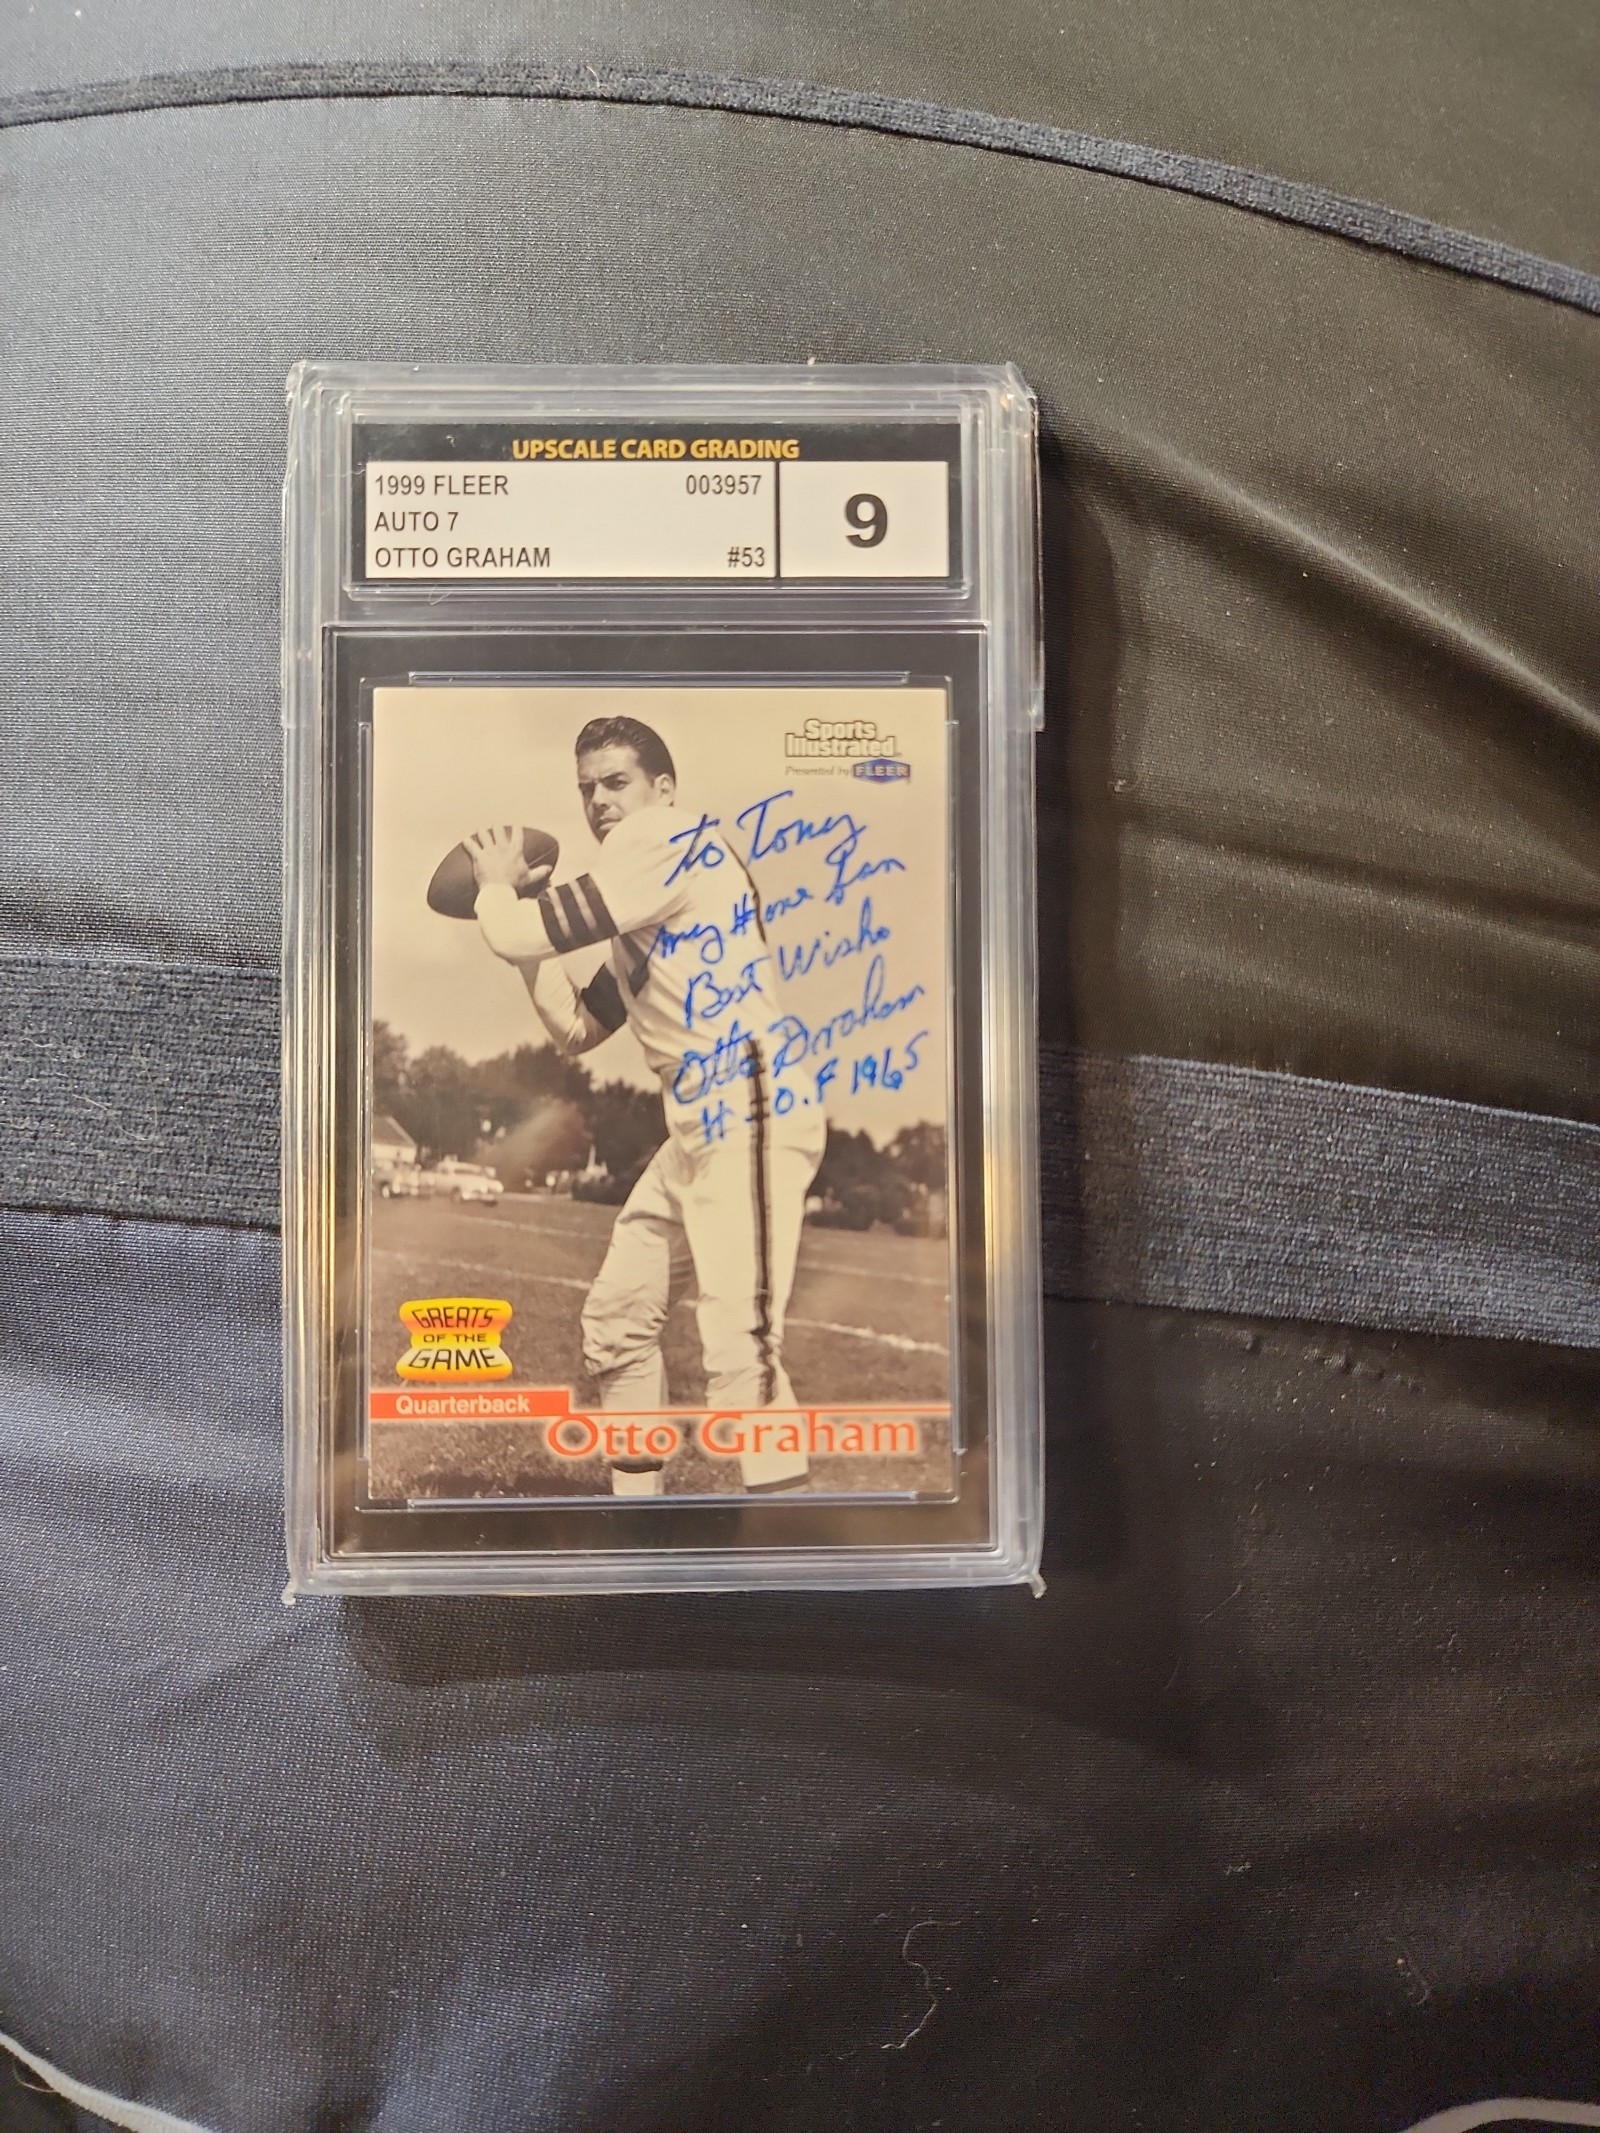 UPSCALE CARD GRADING
1999 FLEER 003957
AUTO 7
OTTO GRAHAM #53
9
Sports
Illustrated
Presented by FLEER
to Tony
my Home fan
Best Wishes
Otto Graham
H-O.F 1965
GREATS
OF THE
GAME
Quarterback
Otto Graham